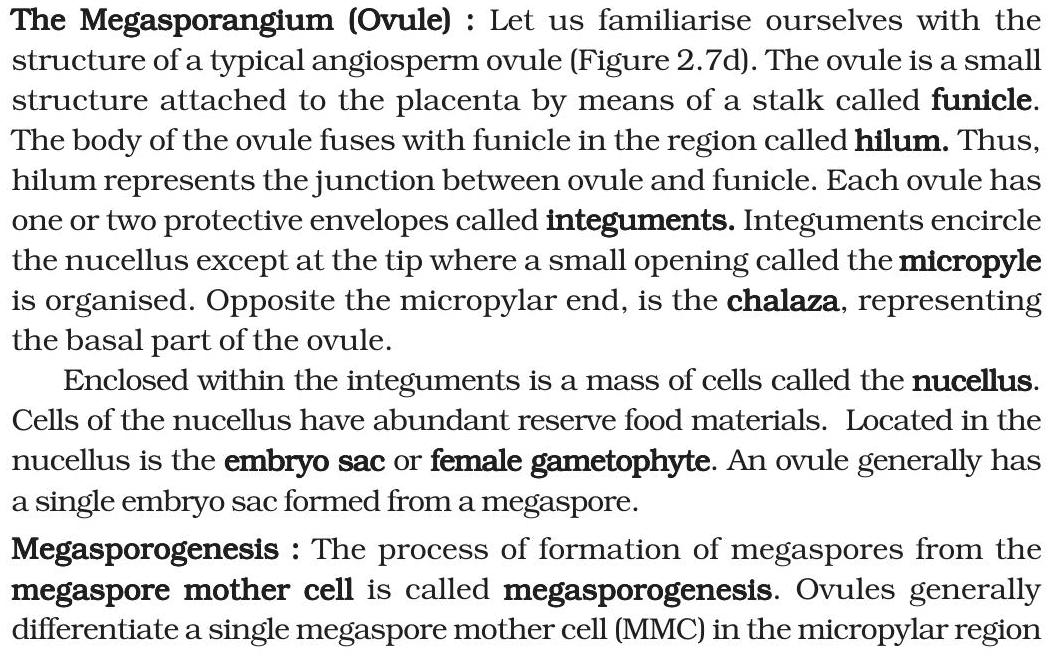 The Megasporangium (Ovule) : Let us familiarise ourselves with the
structure of a typical angiosperm ovule (Figure 2.7d). The ovule is a small
structure attached to the placenta by means of a stalk called funicle.
The body of the ovule fuses with funicle in the region called hilum. Thus,
hilum represents the junction between ovule and funicle. Each ovule has
one or two protective envelopes called integuments. Integuments encircle
the nucellus except at the tip where a small opening called the micropyle
is organised. Opposite the micropylar end, is the chalaza, representing
the basal part of the ovule.
Enclosed within the integuments is a mass of cells called the nucellus.
Cells of the nucellus have abundant reserve food materials. Located in the
nucellus is the embryo sac or female gametophyte. An ovule generally has
a single embryo sac formed from a megaspore.
Megasporogenesis : The process of formation of megaspores from the
megaspore mother cell is called megasporogenesis. Ovules generally
differentiate a single megaspore mother cell (MMC) in the micropylar region